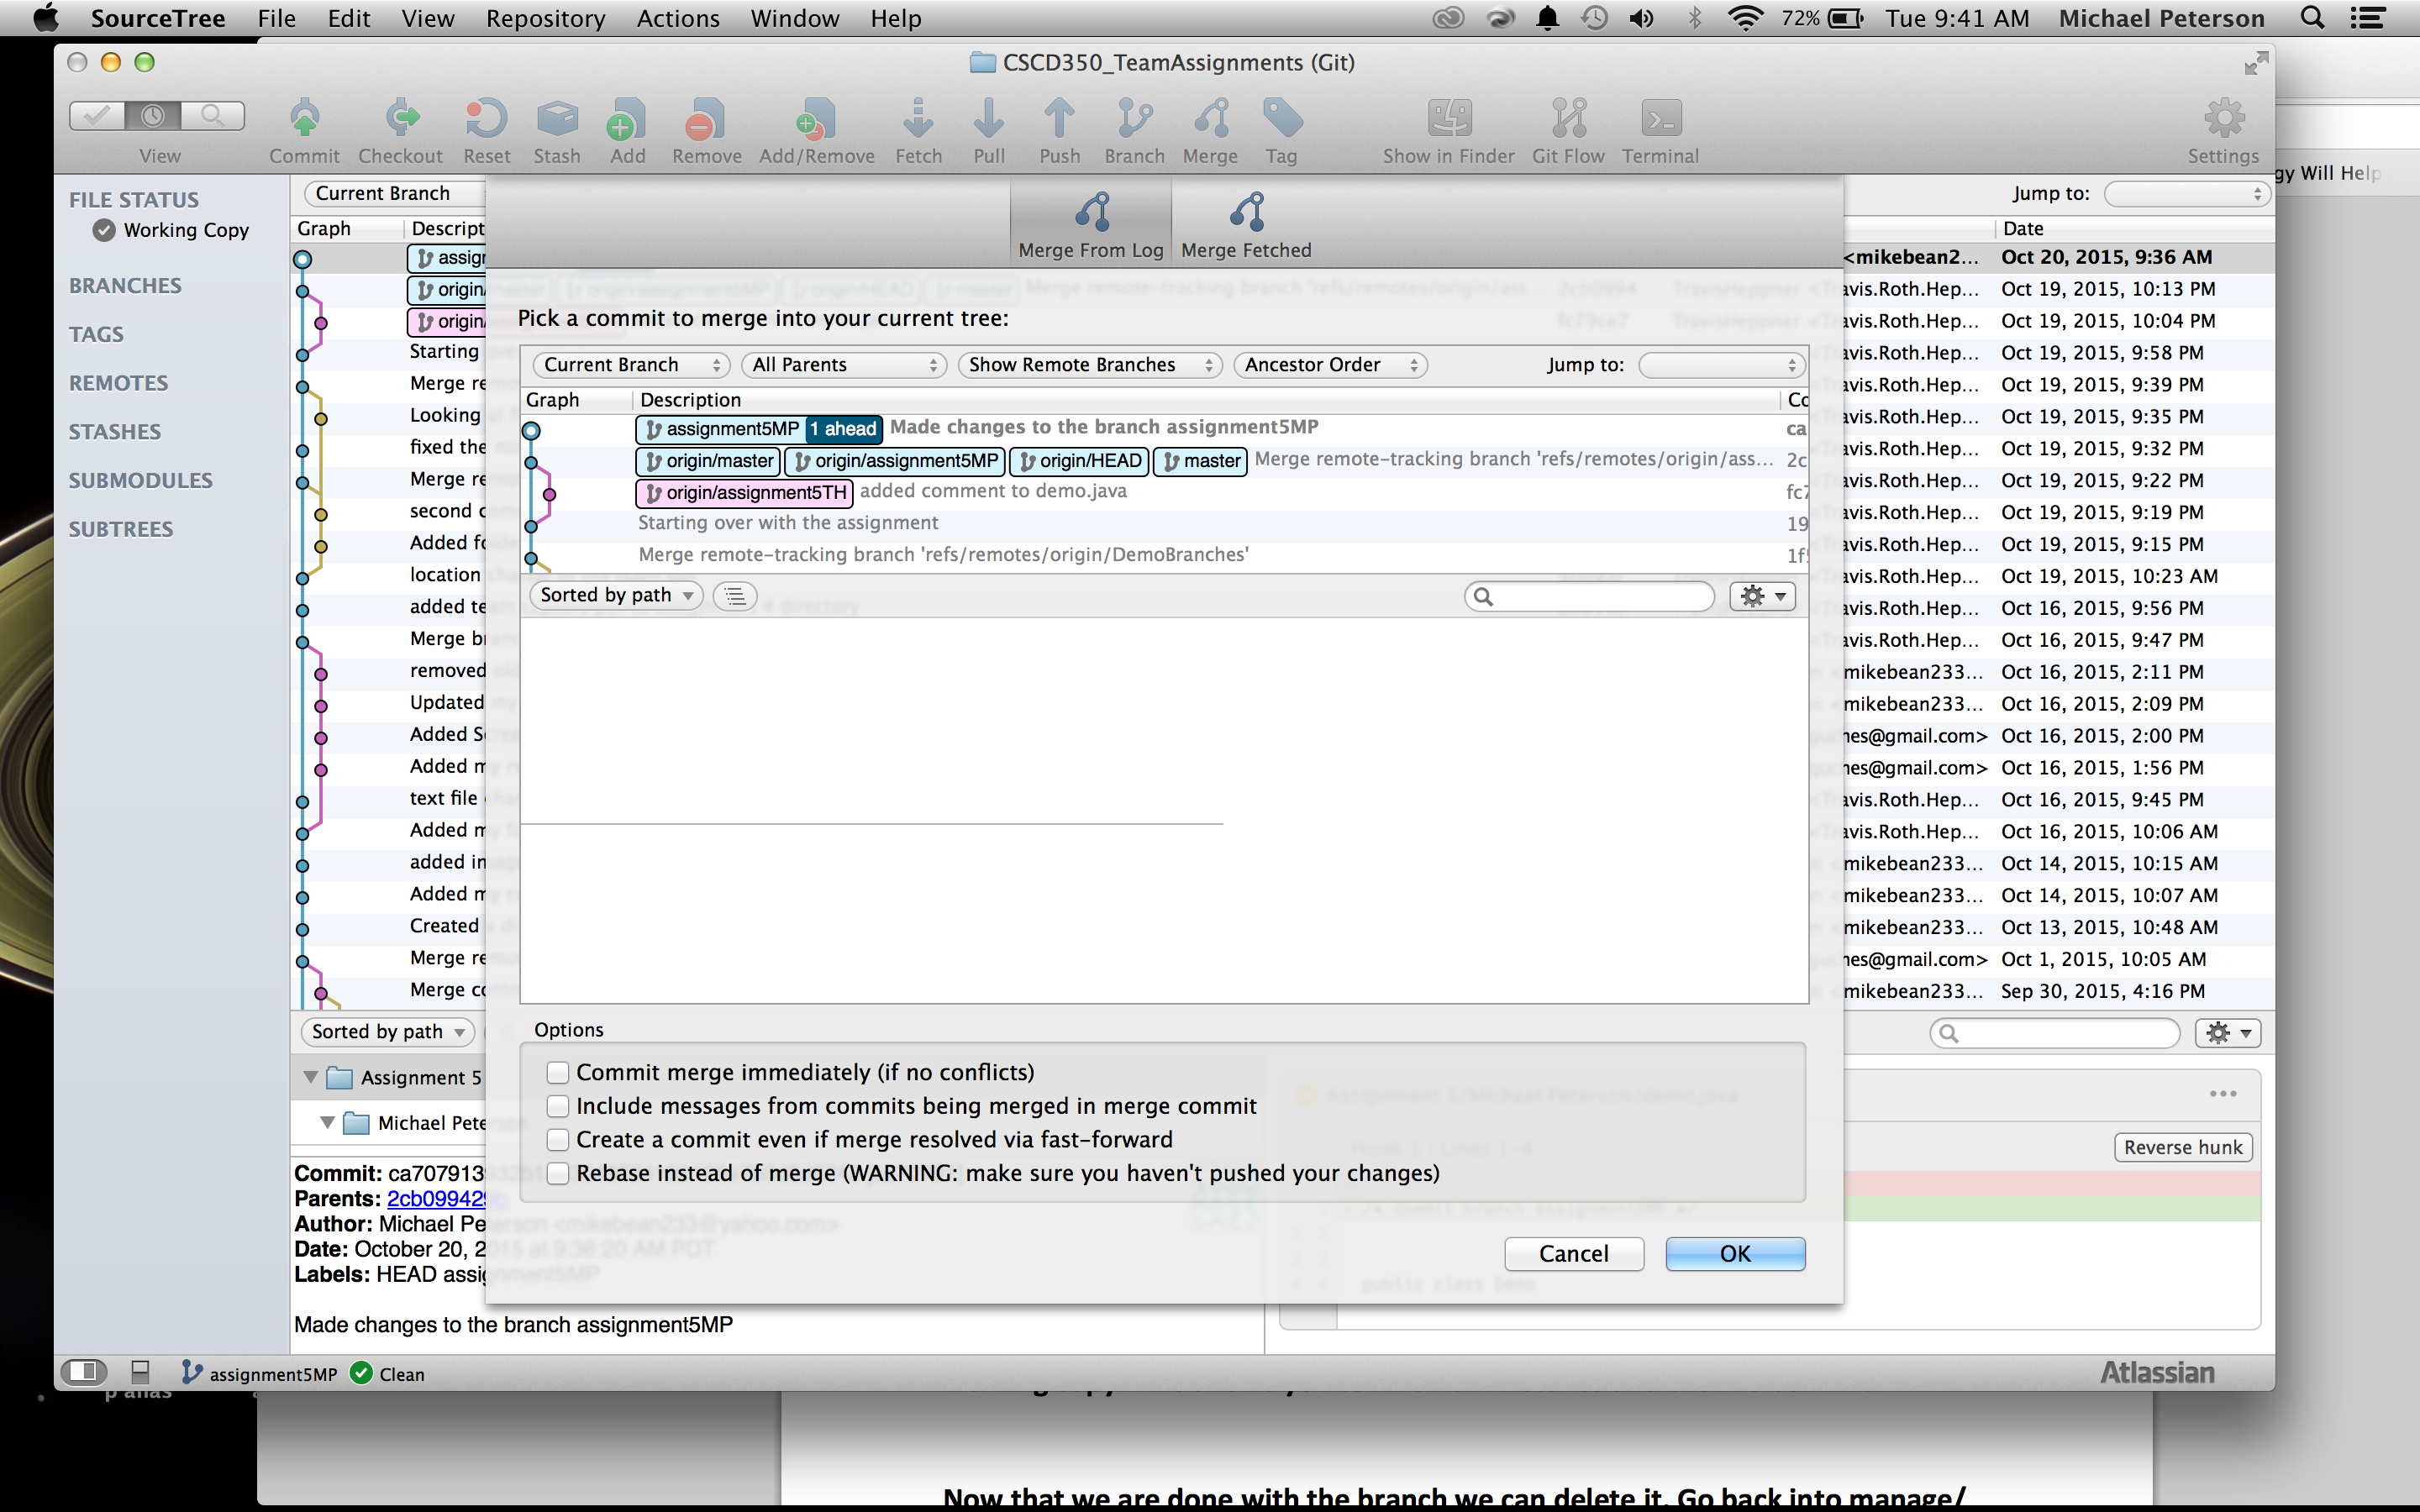 SourceTree File Edit View Repository Actions Window Help 72% Tue 9:41 AM Michael Peterson
CSCD350_TeamAssignments (Git)
View Commit Checkout Reset Stash Add Remove Add/Remove Fetch Pull Push Branch Merge Tag Show in Finder Git Flow Terminal Settings
gy Will Help
FILE STATUS
Working Copy
BRANCHES
TAGS
REMOTES
STASHES
SUBMODULES
SUBTREES
Current Branch
Jump to:
Graph Descript Date
assigr <mikebean2... Oct 20, 2015, 9:36 AM
origin avis.Roth.Hep... Oct 19, 2015, 10:13 PM
origin avis.Roth.Hep... Oct 19, 2015, 10:04 PM
Starting avis.Roth.Hep... Oct 19, 2015, 9:58 PM
Merge re avis.Roth.Hep... Oct 19, 2015, 9:39 PM
Looking avis.Roth.Hep... Oct 19, 2015, 9:35 PM
fixed the avis.Roth.Hep... Oct 19, 2015, 9:32 PM
Merge re avis.Roth.Hep... Oct 19, 2015, 9:22 PM
second c avis.Roth.Hep... Oct 19, 2015, 9:19 PM
Added fo avis.Roth.Hep... Oct 19, 2015, 9:15 PM
location avis.Roth.Hep... Oct 19, 2015, 10:23 AM
added te avis.Roth.Hep... Oct 16, 2015, 9:56 PM
Merge br avis.Roth.Hep... Oct 16, 2015, 9:47 PM
removed mikebean233... Oct 16, 2015, 2:11 PM
Updated mikebean233... Oct 16, 2015, 2:09 PM
Added Sc hes@gmail.com> Oct 16, 2015, 2:00 PM
Added my hes@gmail.com> Oct 16, 2015, 1:56 PM
text file avis.Roth.Hep... Oct 16, 2015, 9:45 PM
Added my avis.Roth.Hep... Oct 16, 2015, 10:06 AM
added im mikebean233... Oct 14, 2015, 10:15 AM
Added my mikebean233... Oct 14, 2015, 10:07 AM
Created mikebean233... Oct 13, 2015, 10:48 AM
Merge re hes@gmail.com> Oct 1, 2015, 10:05 AM
Merge co mikebean233... Sep 30, 2015, 4:16 PM
Merge From Log Merge Fetched
Pick a commit to merge into your current tree:
Current Branch All Parents Show Remote Branches Ancestor Order Jump to:
Graph Description Co
assignment5MP 1 ahead Made changes to the branch assignment5MP ca
origin/master origin/assignment5MP origin/HEAD master Merge remote-tracking branch 'refs/remotes/origin/ass... 2c
origin/assignment5TH added comment to demo.java fc7
Starting over with the assignment 19
Merge remote-tracking branch 'refs/remotes/origin/DemoBranches' 1f
Sorted by path
Options
Commit merge immediately (if no conflicts)
Include messages from commits being merged in merge commit
Create a commit even if merge resolved via fast-forward
Rebase instead of merge (WARNING: make sure you haven't pushed your changes)
Cancel OK
Sorted by path
Assignment 5
Michael Pete
Reverse hunk
Commit: ca707913
Parents: 2cb099429
Author: Michael Peterson <mikebean233@yahoo.com>
Date: October 20, 2015 at 9:36:20 AM PDT
Labels: HEAD assignment5MP
Made changes to the branch assignment5MP
assignment5MP Clean Atlassian
Now that we are done with the branch we can delete it. Go back into manage/